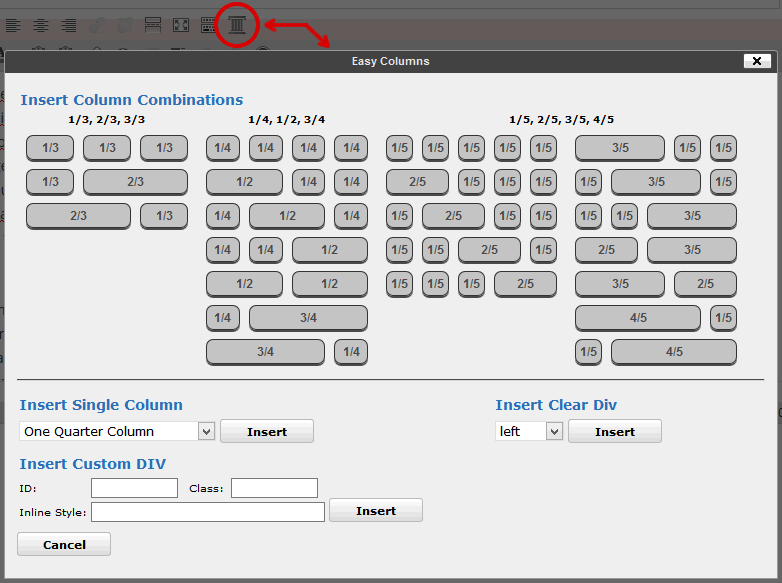 Easy Columns
Insert Column Combinations
1/3, 2/3, 3/3 1/4, 1/2, 3/4 1/5, 2/5, 3/5, 4/5
1/3 1/3 1/3 1/4 1/4 1/4 1/4 1/5 1/5 1/5 1/5 1/5 3/5 1/5 1/5
1/3 2/3 1/2 1/4 1/4 2/5 1/5 1/5 1/5 1/5 3/5 1/5
2/3 1/3 1/4 1/2 1/4 1/5 2/5 1/5 1/5 1/5 1/5 3/5
1/4 1/4 1/2 1/5 1/5 2/5 1/5 2/5 3/5
1/2 1/2 1/5 1/5 1/5 2/5 3/5 2/5
1/4 3/4 4/5 1/5
3/4 1/4 1/5 4/5
Insert Single Column Insert Clear Div
One Quarter Column Insert left Insert
Insert Custom DIV
ID: Class:
Inline Style: Insert
Cancel